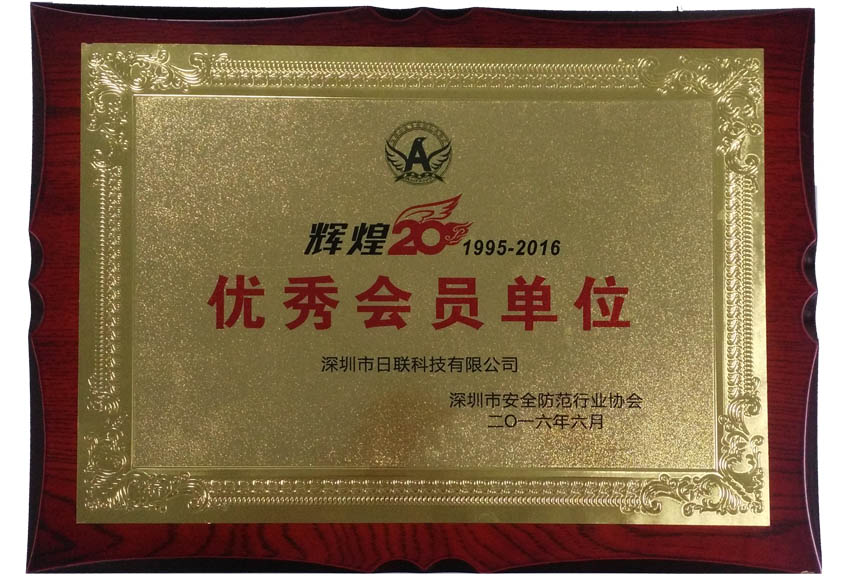 A
辉煌20年 1995-2016
优秀会员单位
深圳市日联科技有限公司
深圳市安全防范行业协会
二〇一六年六月